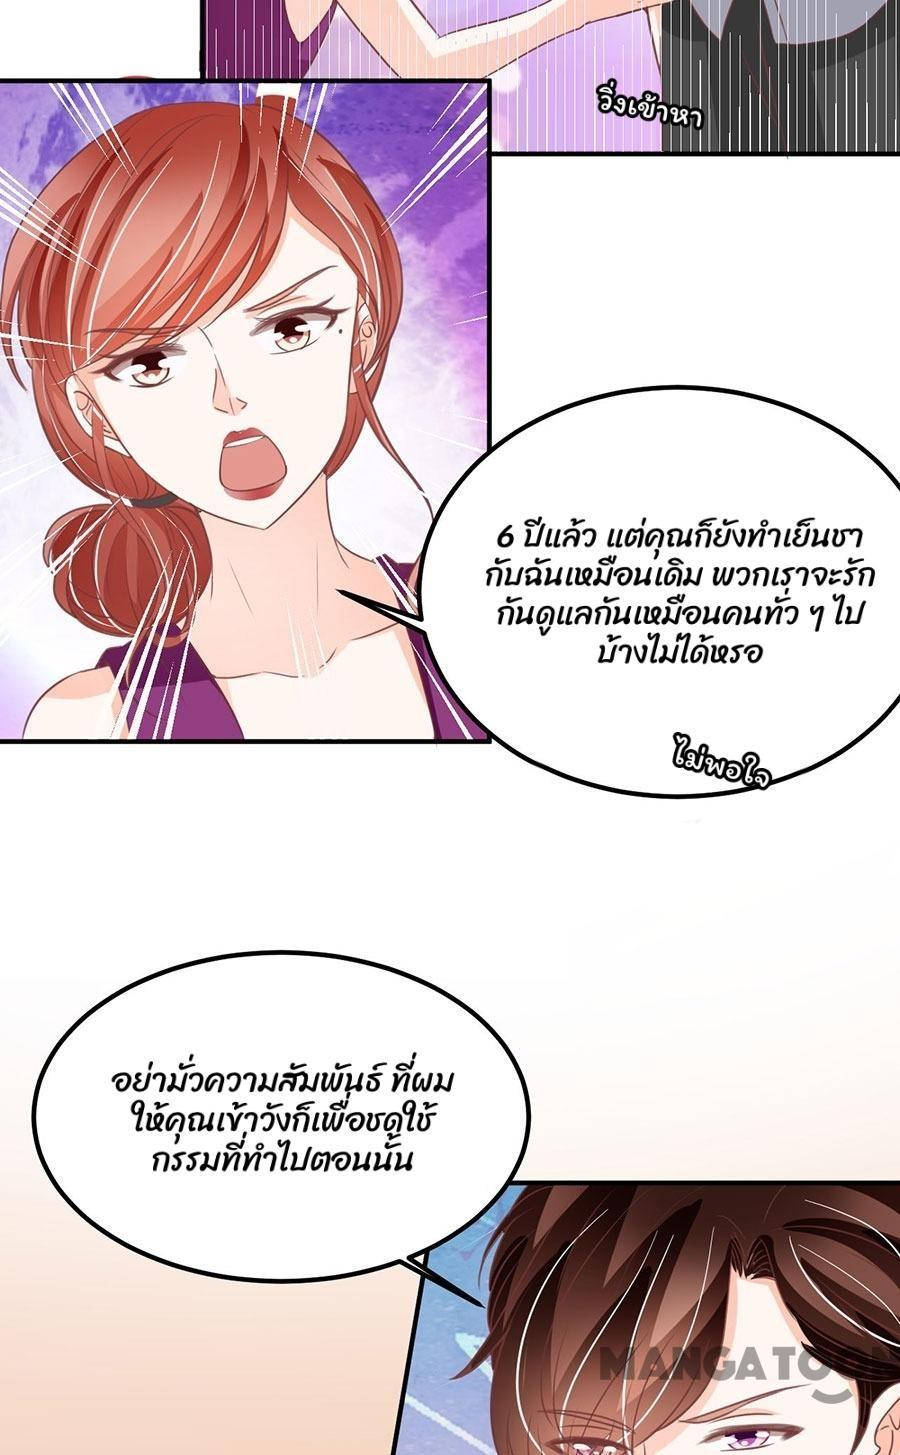 วิ่งเข้าหา
6 ปีแล้ว แต่คุณก็ยังทำเย็นชา
กับฉันเหมือนเดิม พวกเราจะรัก
กันดูแลกันเหมือนคนทั่ว ๆ ไป
บ้างไม่ได้หรอ
ไม่พอใจ
อย่ามั่วความสัมพันธ์ ที่ผม
ให้คุณเข้าวังก็เพื่อชดใช้
กรรมที่ทำไปตอนนั้น
MANGATOON